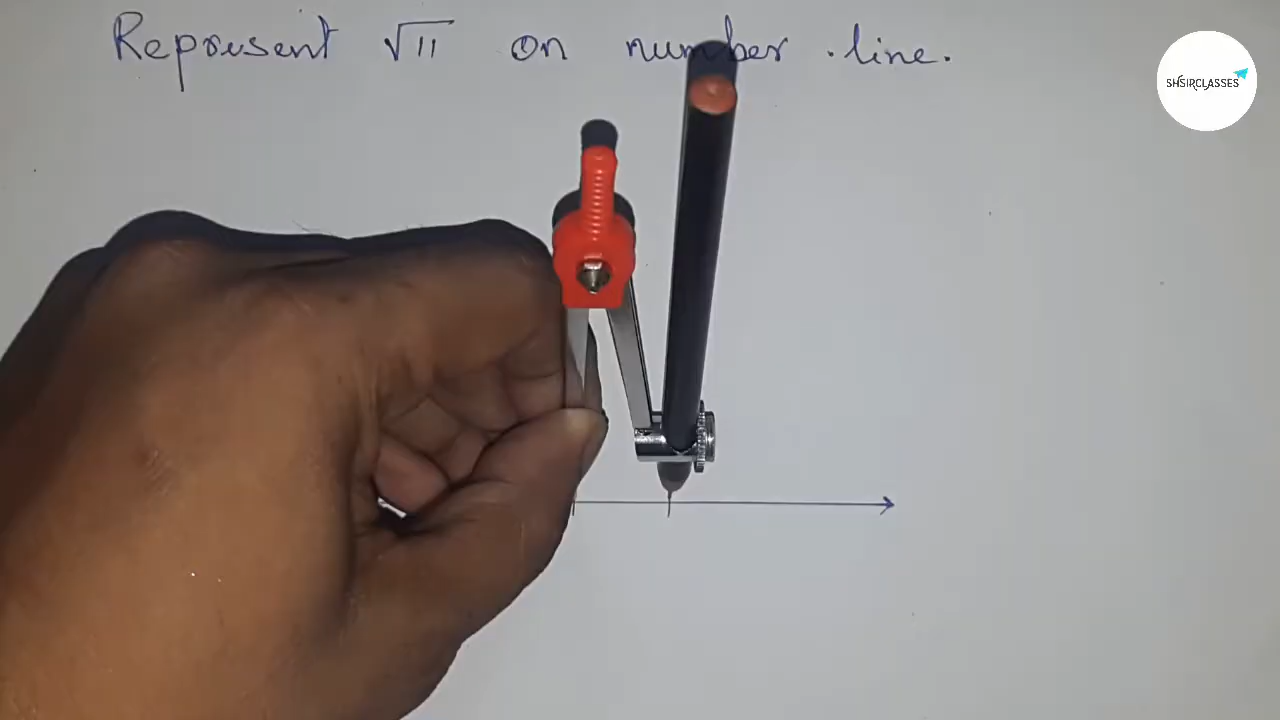 Represent √11 on number line.
SHSIRCLASSES